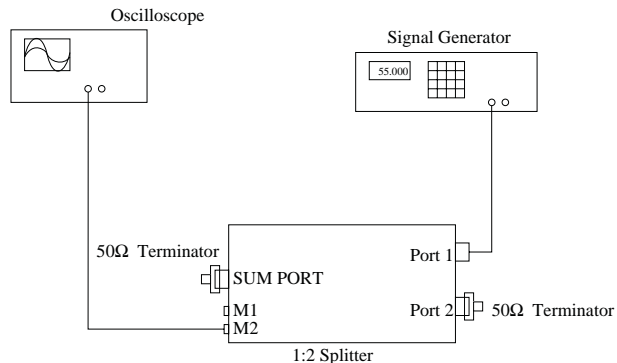 Oscilloscope
Signal Generator
55.000
50Ω Terminator
Port 1
SUM PORT
M1
Port 2
50Ω Terminator
M2
1:2 Splitter